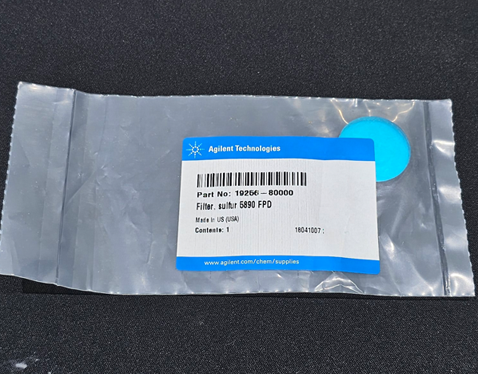 Agilent Technologies
Part No: 19256-80000
Filter, sulfur 5890 FPD
Made in US (USA)
Contents: 1 18041007 ;
www.agilent.com/chem/supplies